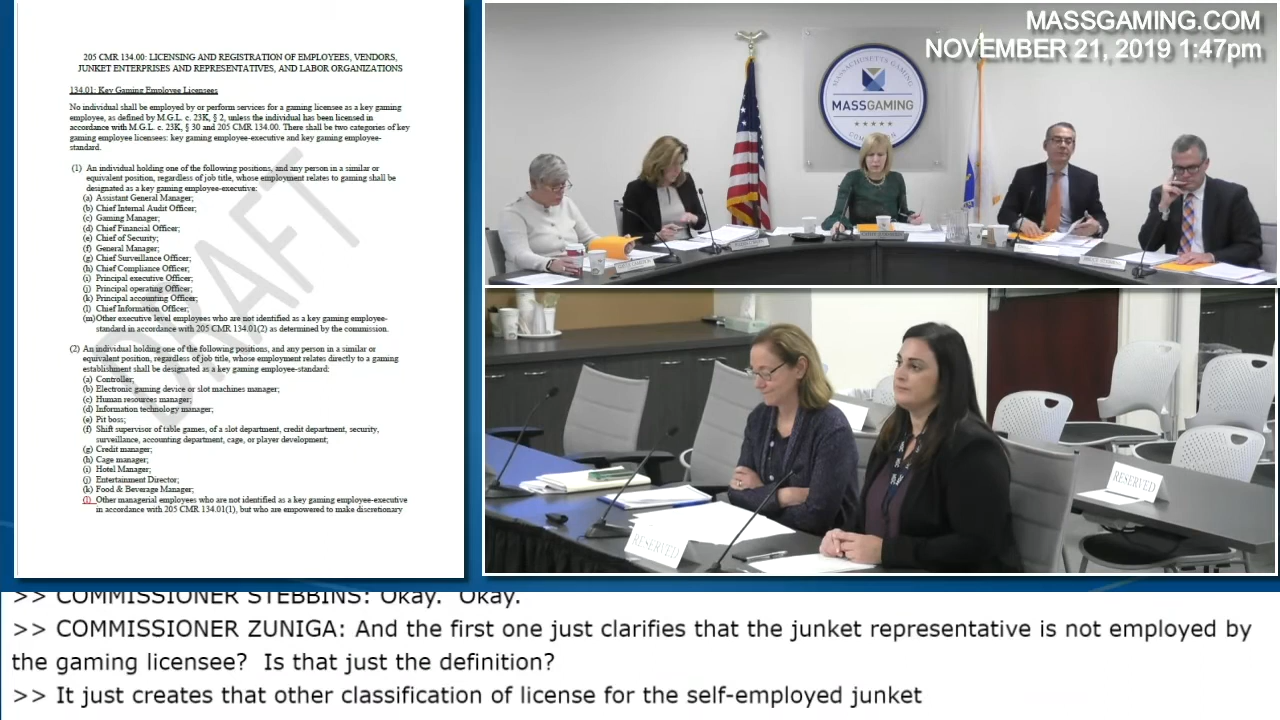 205 CMR 134.00: LICENSING AND REGISTRATION OF EMPLOYEES, VENDORS,
JUNKET ENTERPRISES AND REPRESENTATIVES, AND LABOR ORGANIZATIONS
134.01: Key Gaming Employee Licensees
No individual shall be employed by or perform services for a gaming licensee as a key gaming
employee, as defined by M.G.L. c. 23K, § 2, unless the individual has been licensed in
accordance with M.G.L. c. 23K, § 30 and 205 CMR 134.00. There shall be two categories of key
gaming employee licensees: key gaming employee-executive and key gaming employee-
standard.
(1) An individual holding one of the following positions, and any person in a similar or
equivalent position, regardless of job title, whose employment relates to gaming shall be
designated as a key gaming employee-executive:
(a) Assistant General Manager;
(b) Chief Internal Audit Officer;
(c) Gaming Manager;
(d) Chief Financial Officer;
(e) Chief of Security;
(f) General Manager;
(g) Chief Surveillance Officer;
(h) Chief Compliance Officer;
(i) Principal executive Officer;
(j) Principal operating Officer;
(k) Principal accounting Officer;
(l) Chief Information Officer;
(m)Other executive level employees who are not identified as a key gaming employee-
standard in accordance with 205 CMR 134.01(2) as determined by the commission.
(2) An individual holding one of the following positions, and any person in a similar or
equivalent position, regardless of job title, whose employment relates directly to a gaming
establishment shall be designated as a key gaming employee-standard:
(a) Controller;
(b) Electronic gaming device or slot machines manager;
(c) Human resources manager;
(d) Information technology manager;
(e) Pit boss;
(f) Shift supervisor of table games, of a slot department, credit department, security,
surveillance, accounting department, cage, or player development;
(g) Credit manager;
(h) Cage manager;
(i) Hotel Manager;
(j) Entertainment Director;
(k) Food & Beverage Manager;
(l) Other managerial employees who are not identified as a key gaming employee-executive
in accordance with 205 CMR 134.01(1), but who are empowered to make discretionary
DRAFT
MASSGAMING.COM
NOVEMBER 21, 2019 1:47pm
MASSACHUSETTS GAMING
MASSGAMING
COMMISSION
RESERVED
RESERVED
>> COMMISSIONER STEBBINS: Okay. Okay.
>> COMMISSIONER ZUNIGA: And the first one just clarifies that the junket representative is not employed by
the gaming licensee? Is that just the definition?
>> It just creates that other classification of license for the self-employed junket